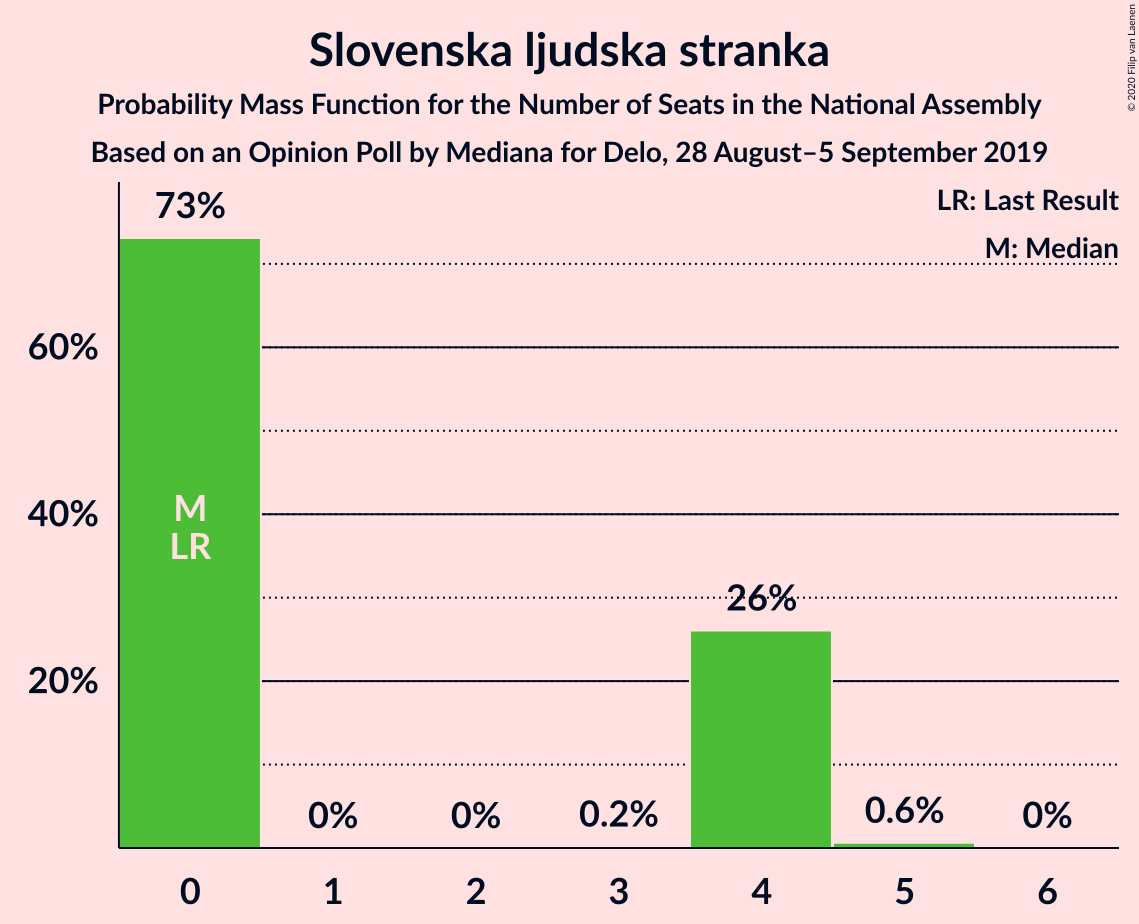 Slovenska ljudska stranka
Probability Mass Function for the Number of Seats in the National Assembly
Based on an Opinion Poll by Mediana for Delo, 28 August–5 September 2019
© 2020 Filip van Laenen
LR: Last Result
M: Median
73%
60%
40%
20%
M
LR
0%
0%
0.2%
26%
0.6%
0%
0
1
2
3
4
5
6